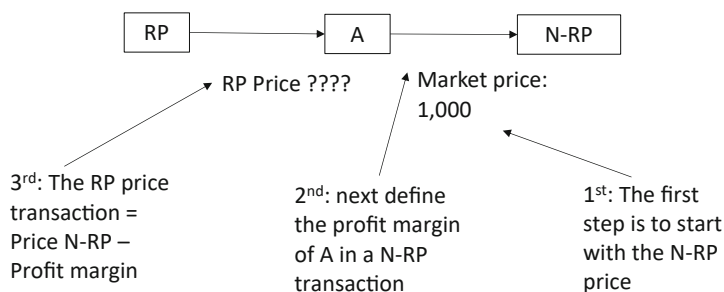 RP
A
N-RP
RP Price ????
Market price:
1,000
3rd: The RP price
transaction =
Price N-RP –
Profit margin
2nd: next define
the profit margin
of A in a N-RP
transaction
1st: The first
step is to start
with the N-RP
price